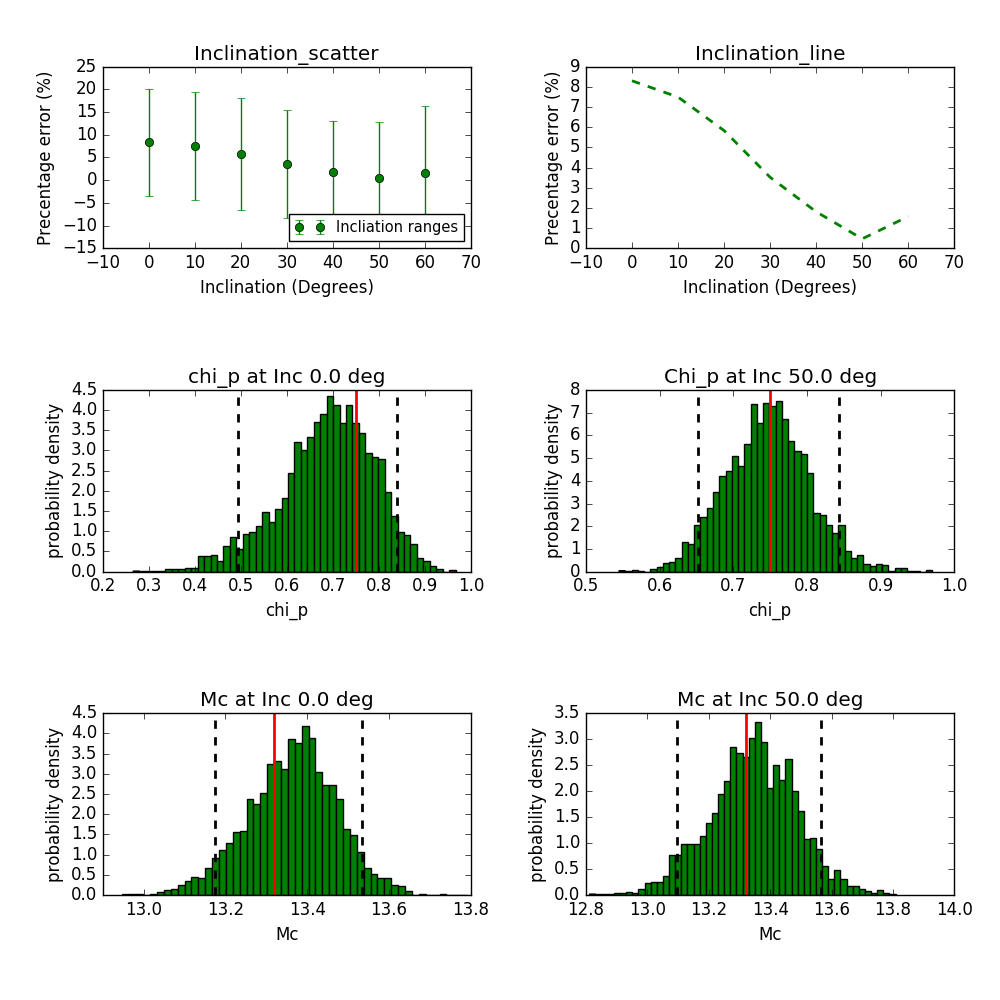 Inclination_scatter
Precentage error (%)
25
20
15
10
5
0
−5
−10
−15
Incliation ranges
−10 0 10 20 30 40 50 60 70
Inclination (Degrees)
Inclination_line
Precentage error (%)
9
8
7
6
5
4
3
2
1
0
−10 0 10 20 30 40 50 60 70
Inclination (Degrees)
chi_p at Inc 0.0 deg
probability density
4.5
4.0
3.5
3.0
2.5
2.0
1.5
1.0
0.5
0.0
0.2 0.3 0.4 0.5 0.6 0.7 0.8 0.9 1.0
chi_p
Chi_p at Inc 50.0 deg
probability density
8
7
6
5
4
3
2
1
0
0.5 0.6 0.7 0.8 0.9 1.0
chi_p
Mc at Inc 0.0 deg
probability density
4.5
4.0
3.5
3.0
2.5
2.0
1.5
1.0
0.5
0.0
13.0 13.2 13.4 13.6 13.8
Mc
Mc at Inc 50.0 deg
probability density
3.5
3.0
2.5
2.0
1.5
1.0
0.5
0.0
12.8 13.0 13.2 13.4 13.6 13.8 14.0
Mc